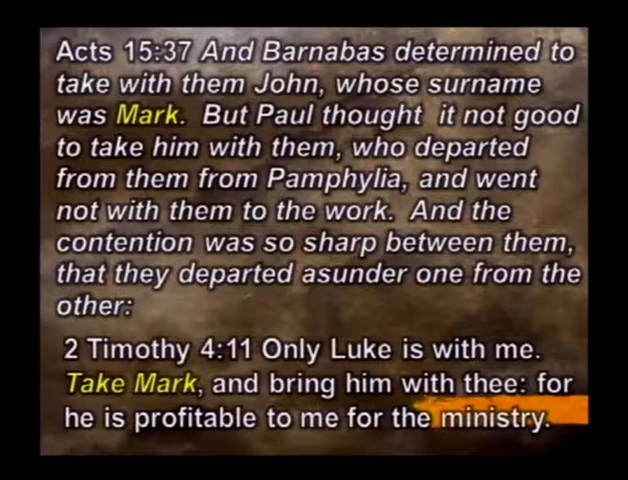 Acts 15:37 And Barnabas determined to
take with them John, whose surname
was Mark. But Paul thought it not good
to take him with them, who departed
from them from Pamphylia, and went
not with them to the work. And the
contention was so sharp between them,
that they departed asunder one from the
other:
2 Timothy 4:11 Only Luke is with me.
Take Mark, and bring him with thee: for
he is profitable to me for the ministry.